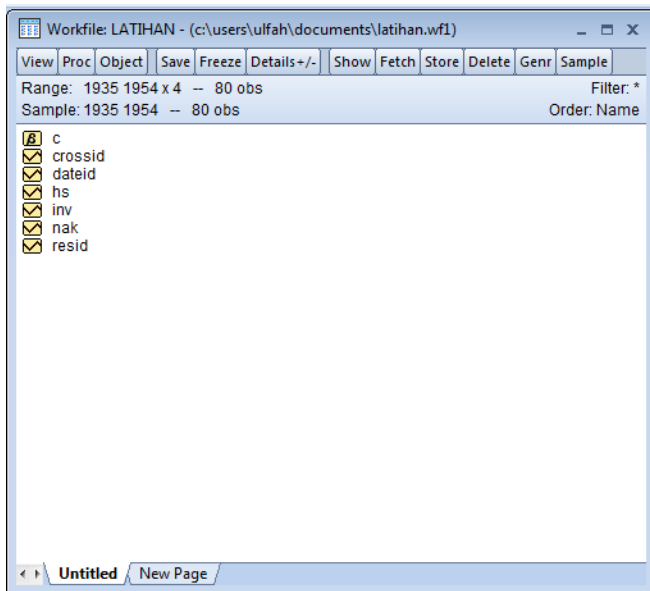 Workfile: LATIHAN - (c:\users\ulfah\documents\latihan.wf1)
View Proc Object Save Freeze Details+/- Show Fetch Store Delete Genr Sample
Range: 1935 1954 x 4 -- 80 obs Filter: *
Sample: 1935 1954 -- 80 obs Order: Name
β c
crossid
dateid
hs
inv
nak
resid
Untitled New Page